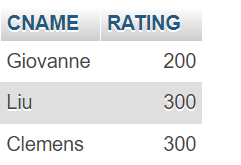 CNAME RATING
Giovanne 200
Liu 300
Clemens 300